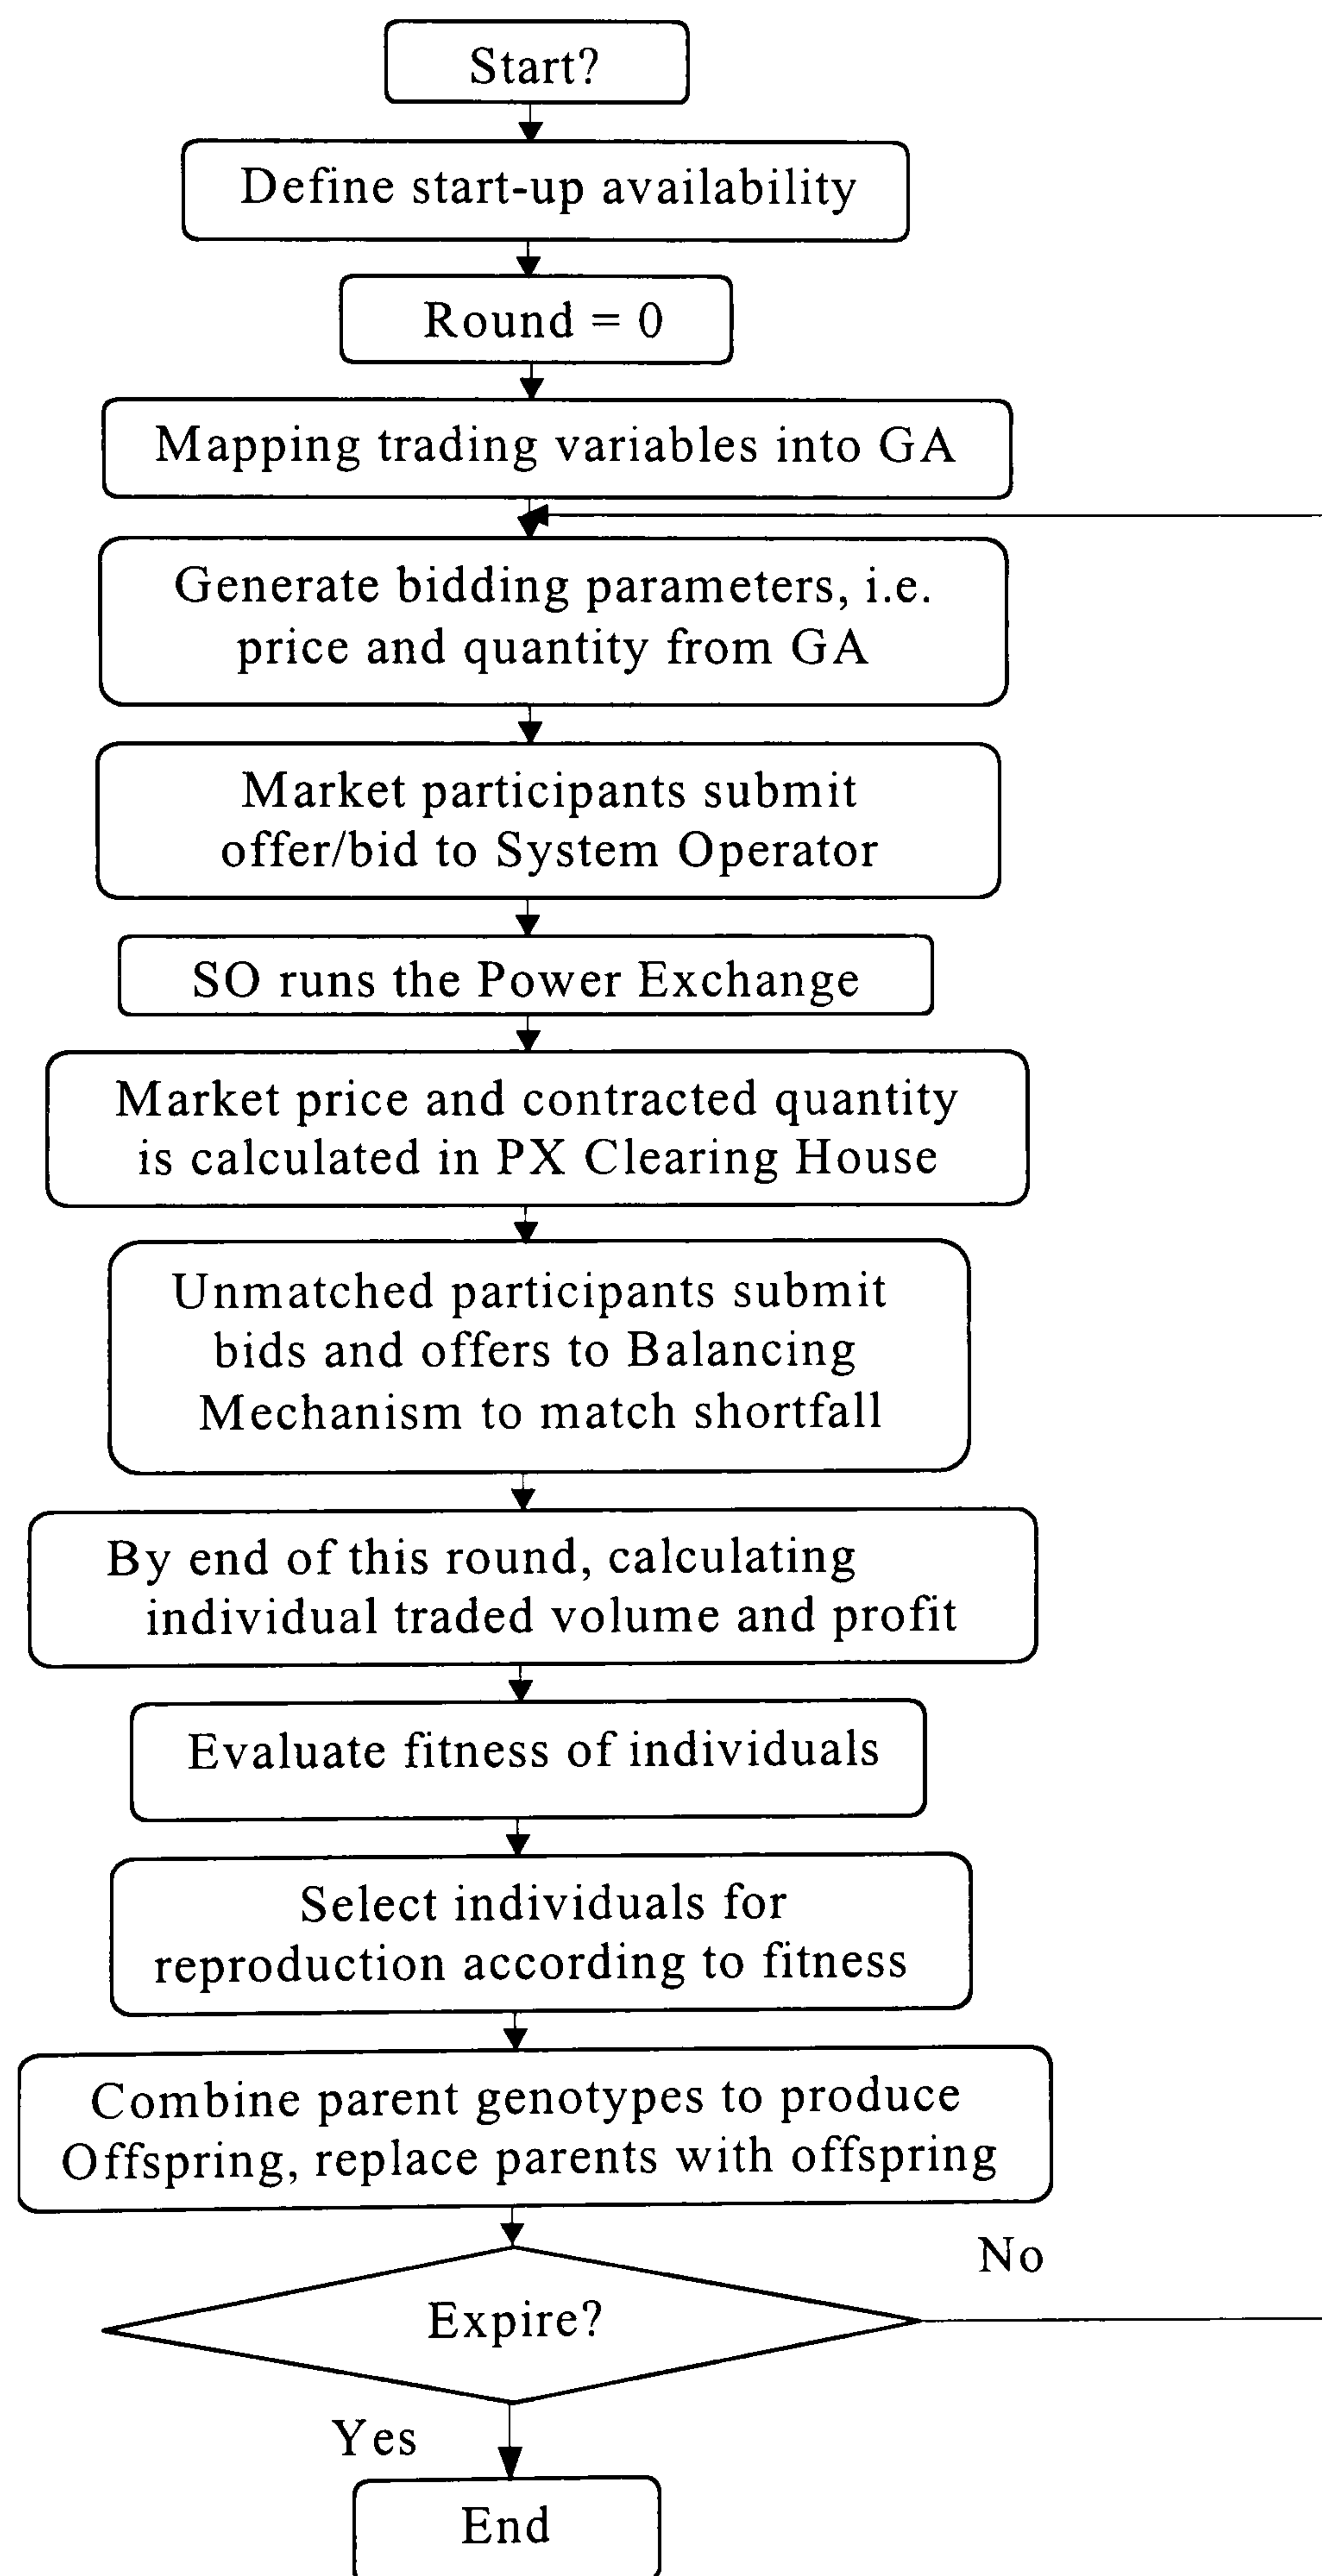 Start?
Define start-up availability
Round = 0
Mapping trading variables into GA
Generate bidding parameters, i.e.
price and quantity from GA
Market participants submit
offer/bid to System Operator
SO runs the Power Exchange
Market price and contracted quantity
is calculated in PX Clearing House
Unmatched participants submit
bids and offers to Balancing
Mechanism to match shortfall
By end of this round, calculating
individual traded volume and profit
Evaluate fitness of individuals
Select individuals for
reproduction according to fitness
Combine parent genotypes to produce
Offspring, replace parents with offspring
No
Expire?
Yes
End